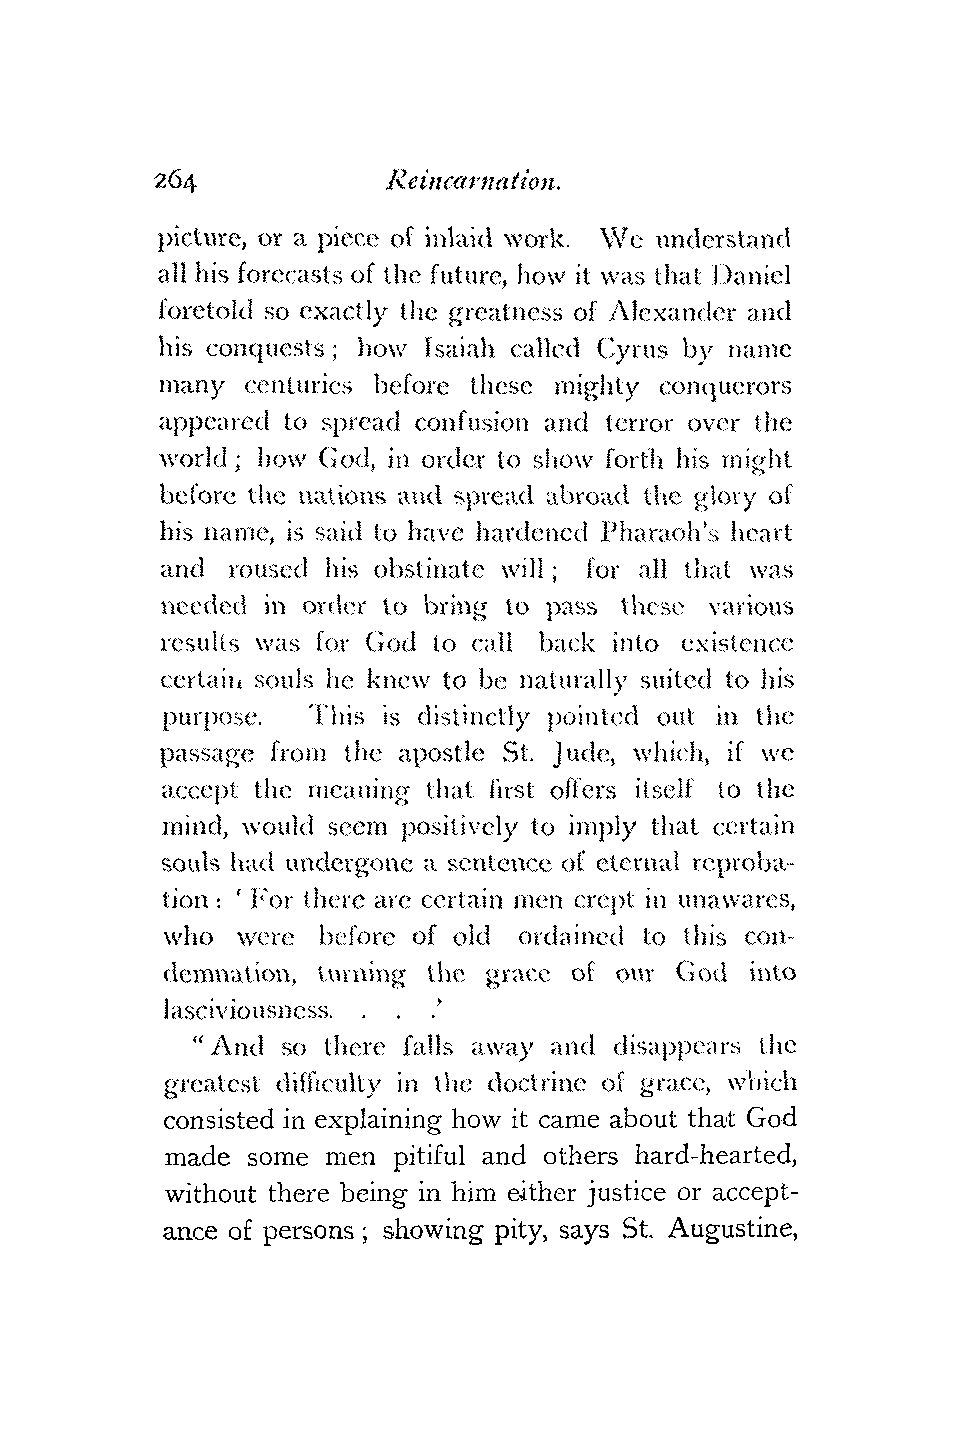 264 Reincarnation.
picture, or a piece of inlaid work. We understand
all his forecasts of the future, how it was that Daniel
foretold so exactly the greatness of Alexander and
his conquests ; how Isaiah called Cyrus by name
many centuries before these mighty conquerors
appeared to spread confusion and terror over the
world ; how God, in order to show forth his might
before the nations and spread abroad the glory of
his name, is said to have hardened Pharaoh's heart
and roused his obstinate will ; for all that was
needed in order to bring to pass these various
results was for God to call back into existence
certain souls he knew to be naturally suited to his
purpose. This is distinctly pointed out in the
passage from the apostle St. Jude, which, if we
accept the meaning that first offers itself to the
mind, would seem positively to imply that certain
souls had undergone a sentence of eternal reproba-
tion : ' For there are certain men crept in unawares,
who were before of old ordained to this con-
demnation, turning the grace of our God into
lasciviousness. . . .'
" And so there falls away and disappears the
greatest difficulty in the doctrine of grace, which
consisted in explaining how it came about that God
made some men pitiful and others hard-hearted,
without there being in him either justice or accept-
ance of persons ; showing pity, says St. Augustine,